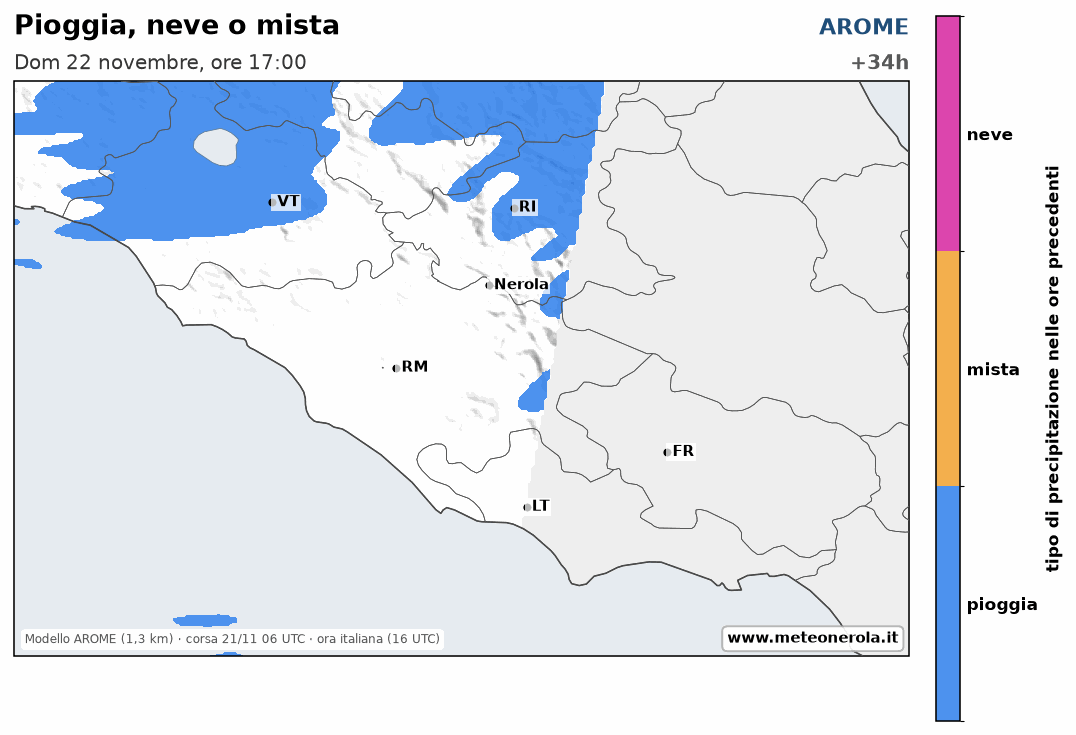 Pioggia, neve o mista
AROME
Dom 22 novembre, ore 17:00
+34h
neve
mista
pioggia
tipo di precipitazione nelle ore precedenti
VT
RI
Nerola
RM
FR
LT
Modello AROME (1,3 km) · corsa 21/11 06 UTC · ora italiana (16 UTC)
www.meteonerola.it